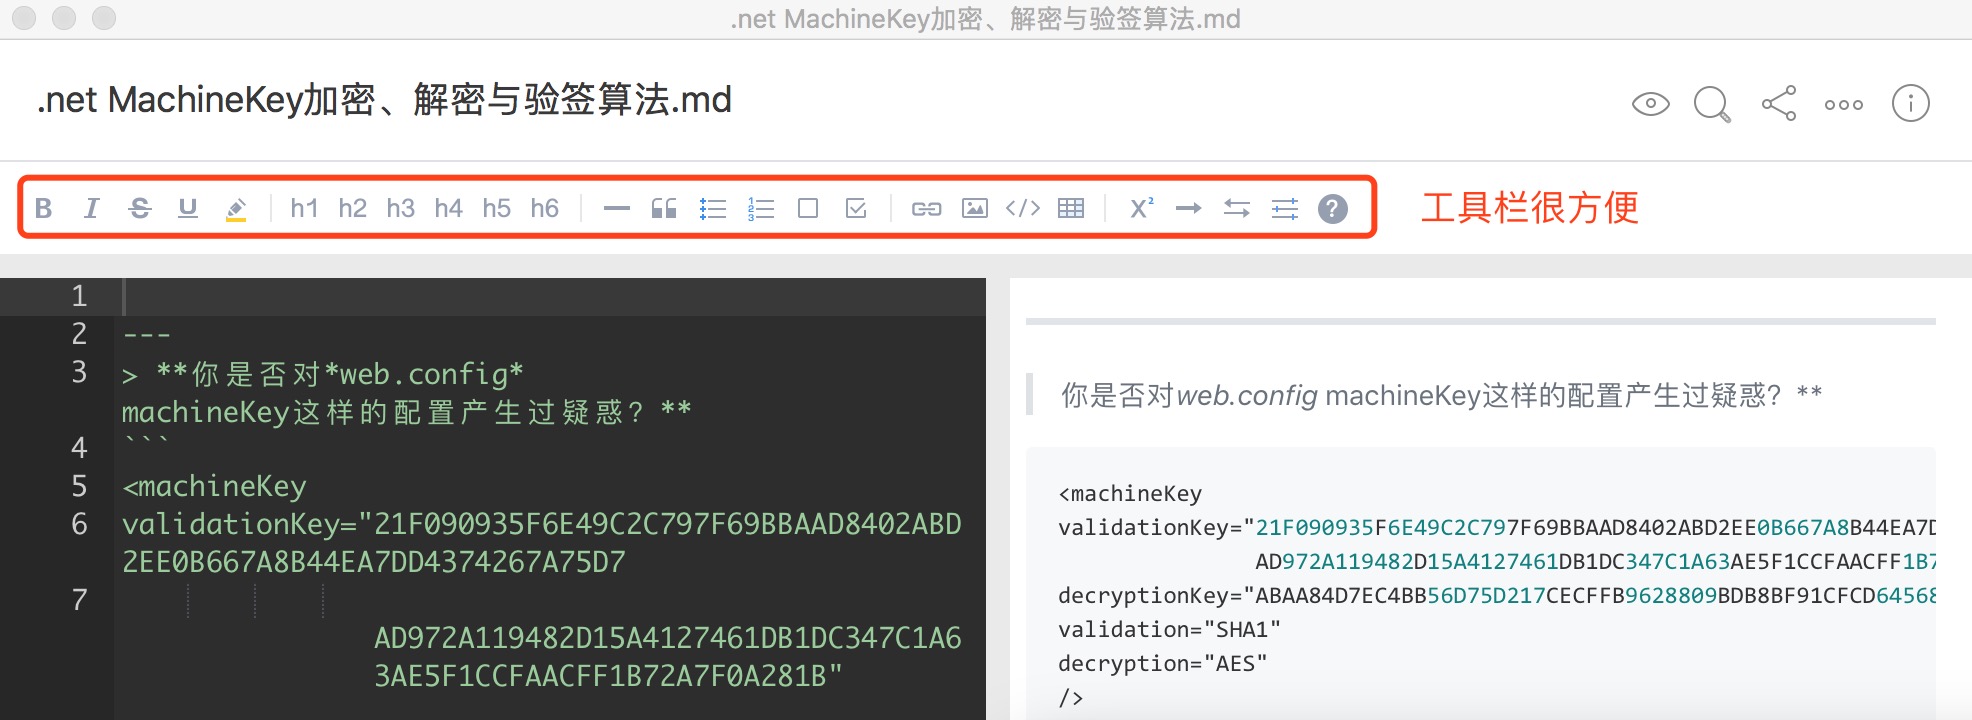 .net MachineKey加密、解密与验签算法.md
.net MachineKey加密、解密与验签算法.md
B I S U h1 h2 h3 h4 h5 h6 </> X² ?
工具栏很方便
1
2 ---
3 > **你是否对*web.config*
machineKey这样的配置产生过疑惑？**
4 ```
5 <machineKey
6 validationKey="21F090935F6E49C2C797F69BBAAD8402ABD
2EE0B667A8B44EA7DD4374267A75D7
7
AD972A119482D15A4127461DB1DC347C1A6
3AE5F1CCFAACFF1B72A7F0A281B"
你是否对web.config machineKey这样的配置产生过疑惑？**
<machineKey
validationKey="21F090935F6E49C2C797F69BBAAD8402ABD2EE0B667A8B44EA7D
AD972A119482D15A4127461DB1DC347C1A63AE5F1CCFAACFF1B7
decryptionKey="ABAA84D7EC4BB56D75D217CECFFB9628809BDB8BF91CFCD64568
validation="SHA1"
decryption="AES"
/>